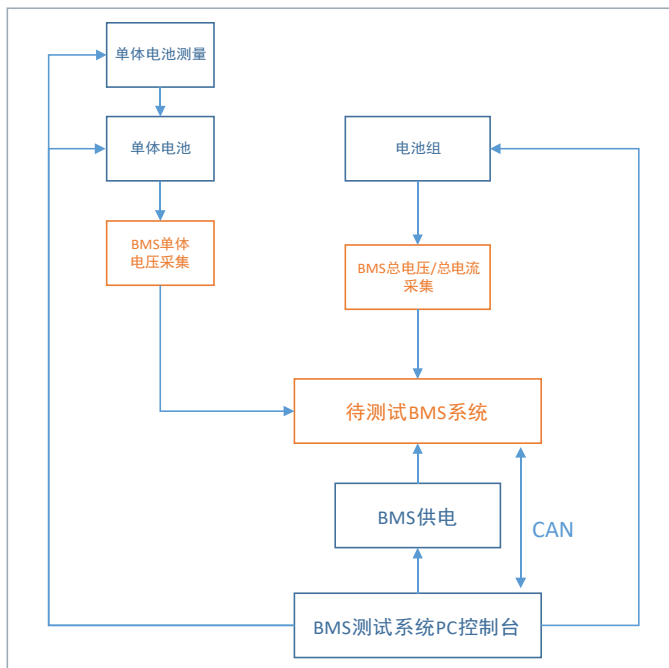 单体电池测量
单体电池
电池组
BMS单体
电压采集
BMS总电压/总电流
采集
待测试BMS系统
BMS供电
CAN
BMS测试系统PC控制台